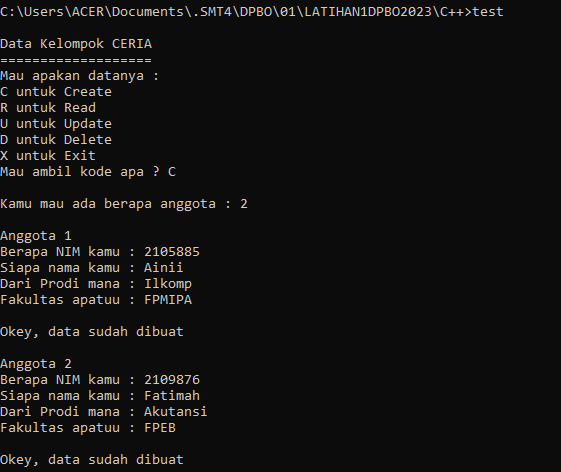 C:\Users\ACER\Documents\.SMT4\DPBO\01\LATIHAN1DPBO2023\C++>test
Data Kelompok CERIA
===================
Mau apakan datanya :
C untuk Create
R untuk Read
U untuk Update
D untuk Delete
X untuk Exit
Mau ambil kode apa ? C
Kamu mau ada berapa anggota : 2
Anggota 1
Berapa NIM kamu : 2105885
Siapa nama kamu : Ainii
Dari Prodi mana : Ilkomp
Fakultas apatuu : FPMIPA
Okey, data sudah dibuat
Anggota 2
Berapa NIM kamu : 2109876
Siapa nama kamu : Fatimah
Dari Prodi mana : Akutansi
Fakultas apatuu : FPEB
Okey, data sudah dibuat